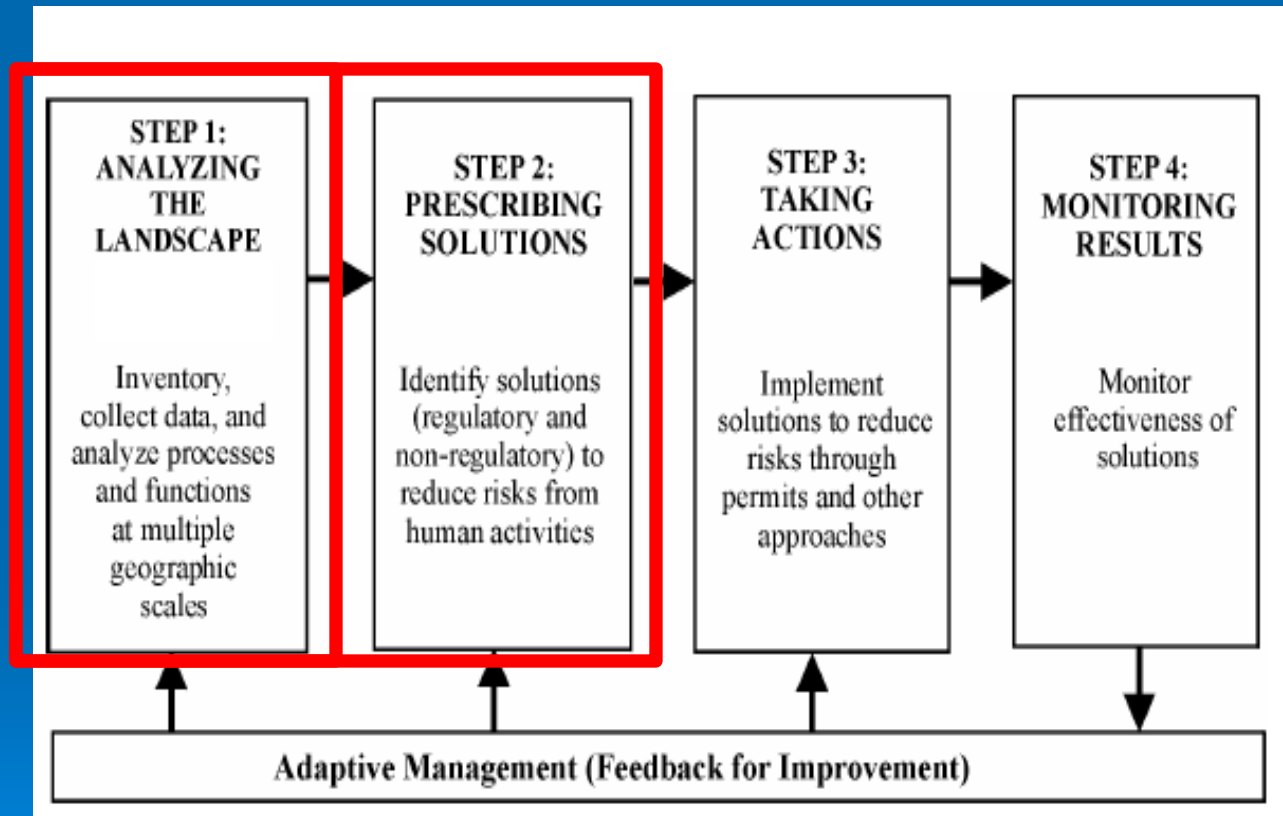 STEP 1:
ANALYZING
THE
LANDSCAPE
Inventory,
collect data, and
analyze processes
and functions
at multiple
geographic
scales
STEP 2:
PRESCRIBING
SOLUTIONS
Identify solutions
(regulatory and
non-regulatory) to
reduce risks from
human activities
STEP 3:
TAKING
ACTIONS
Implement
solutions to reduce
risks through
permits and other
approaches
STEP 4:
MONITORING
RESULTS
Monitor
effectiveness of
solutions
Adaptive Management (Feedback for Improvement)